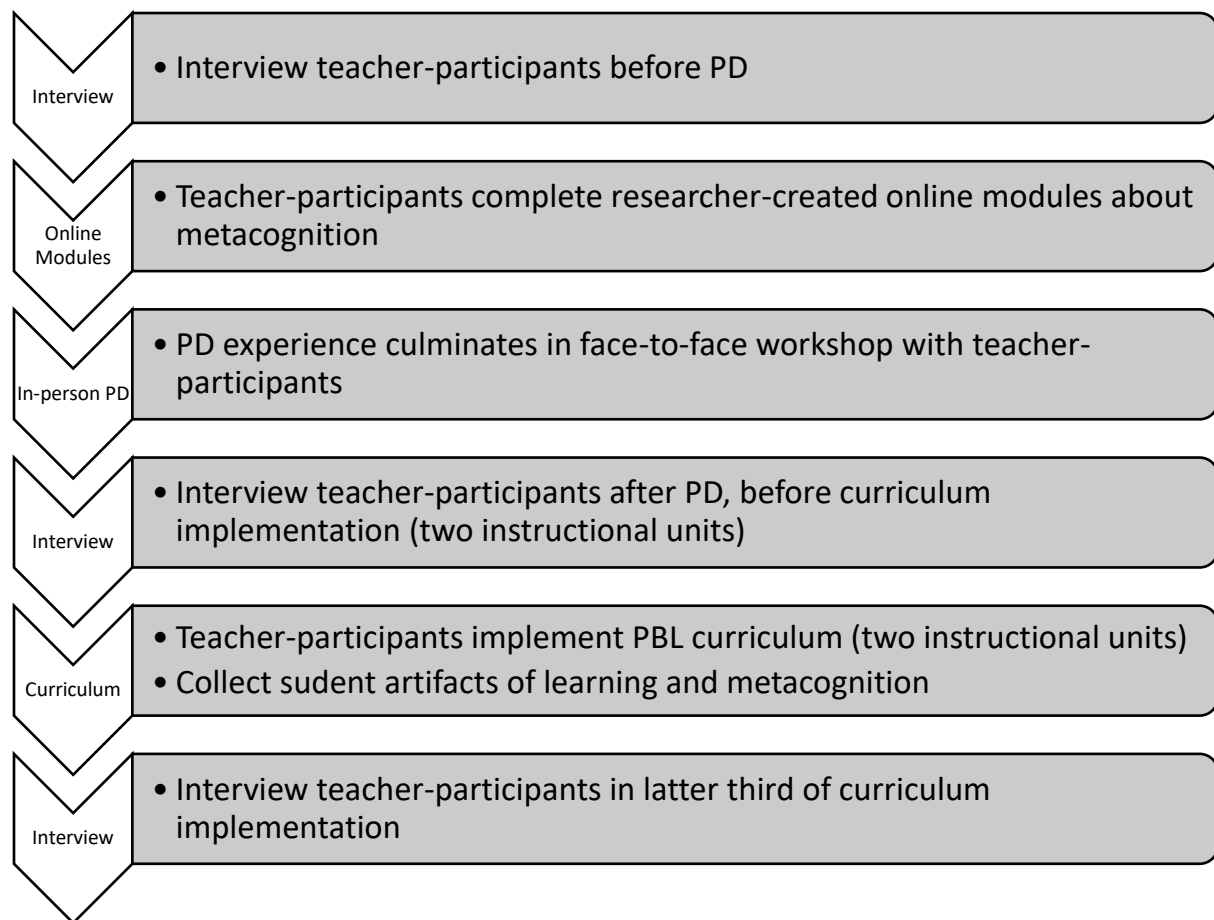 Interview
• Interview teacher-participants before PD
Online
Modules
• Teacher-participants complete researcher-created online modules about
metacognition
In-person PD
• PD experience culminates in face-to-face workshop with teacher-
participants
Interview
• Interview teacher-participants after PD, before curriculum
implementation (two instructional units)
Curriculum
• Teacher-participants implement PBL curriculum (two instructional units)
• Collect sudent artifacts of learning and metacognition
Interview
• Interview teacher-participants in latter third of curriculum
implementation